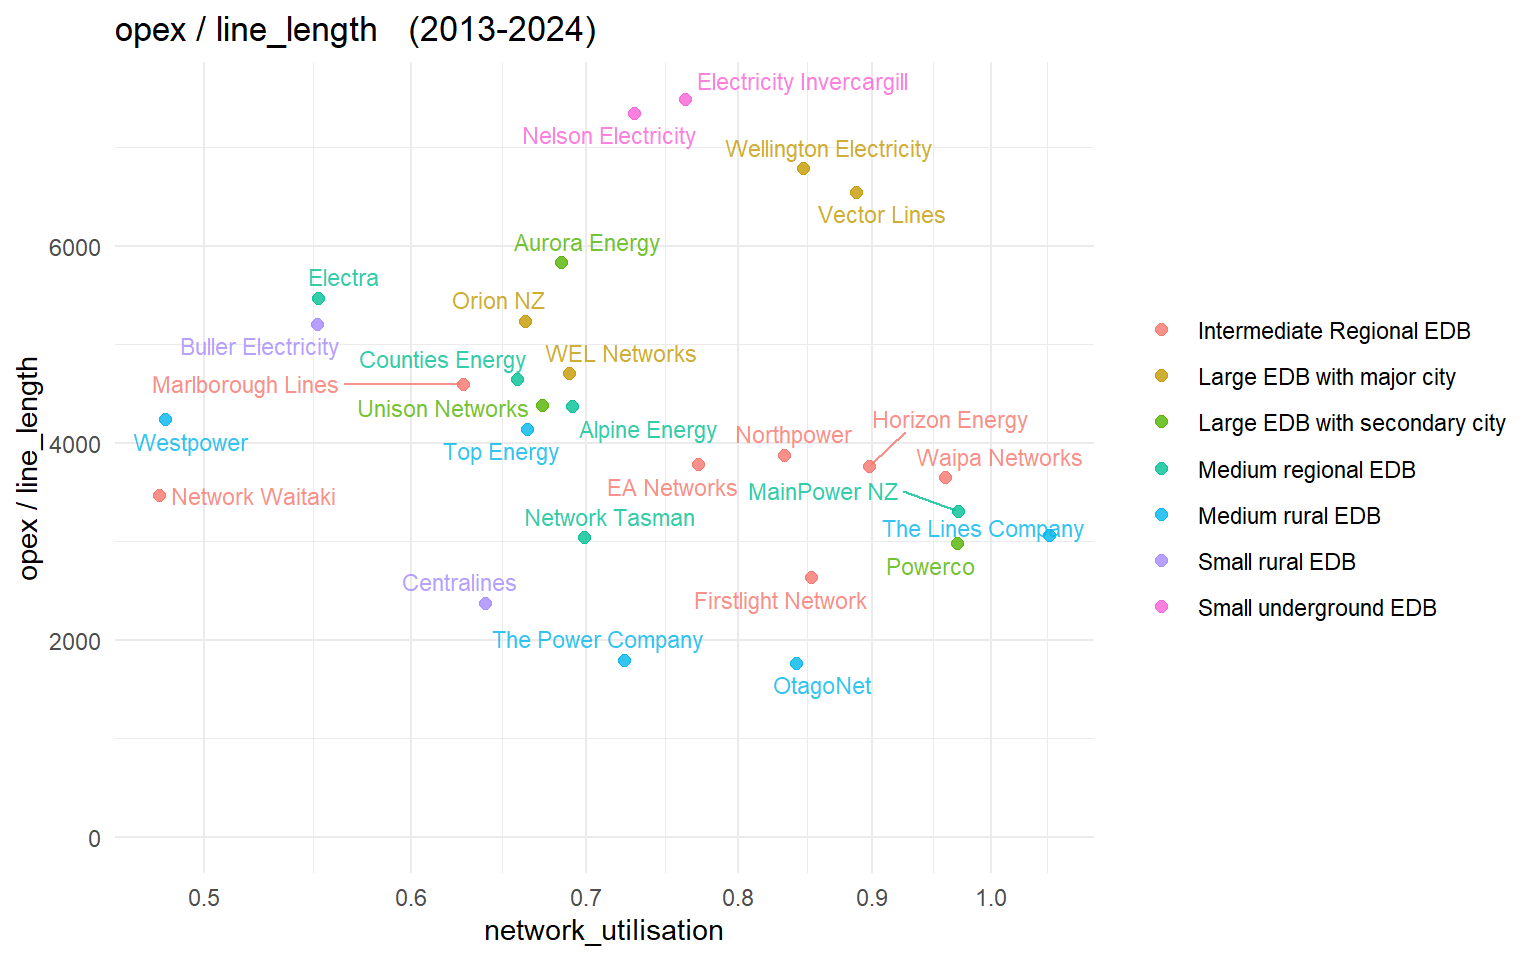 opex / line_length (2013-2024)
Electricity Invercargill
Nelson Electricity
Wellington Electricity
Vector Lines
6000
Aurora Energy
Electra
Orion NZ
Buller Electricity
WEL Networks
Counties Energy
Marlborough Lines
Unison Networks
Horizon Energy
Alpine Energy
Northpower
4000
Westpower
Top Energy
Waipa Networks
EA Networks
MainPower NZ
Network Waitaki
Network Tasman
The Lines Company
Powerco
Centralines
Firstlight Network
2000
The Power Company
OtagoNet
0
opex / line_length
0.5 0.6 0.7 0.8 0.9 1.0
network_utilisation
Intermediate Regional EDB
Large EDB with major city
Large EDB with secondary city
Medium regional EDB
Medium rural EDB
Small rural EDB
Small underground EDB